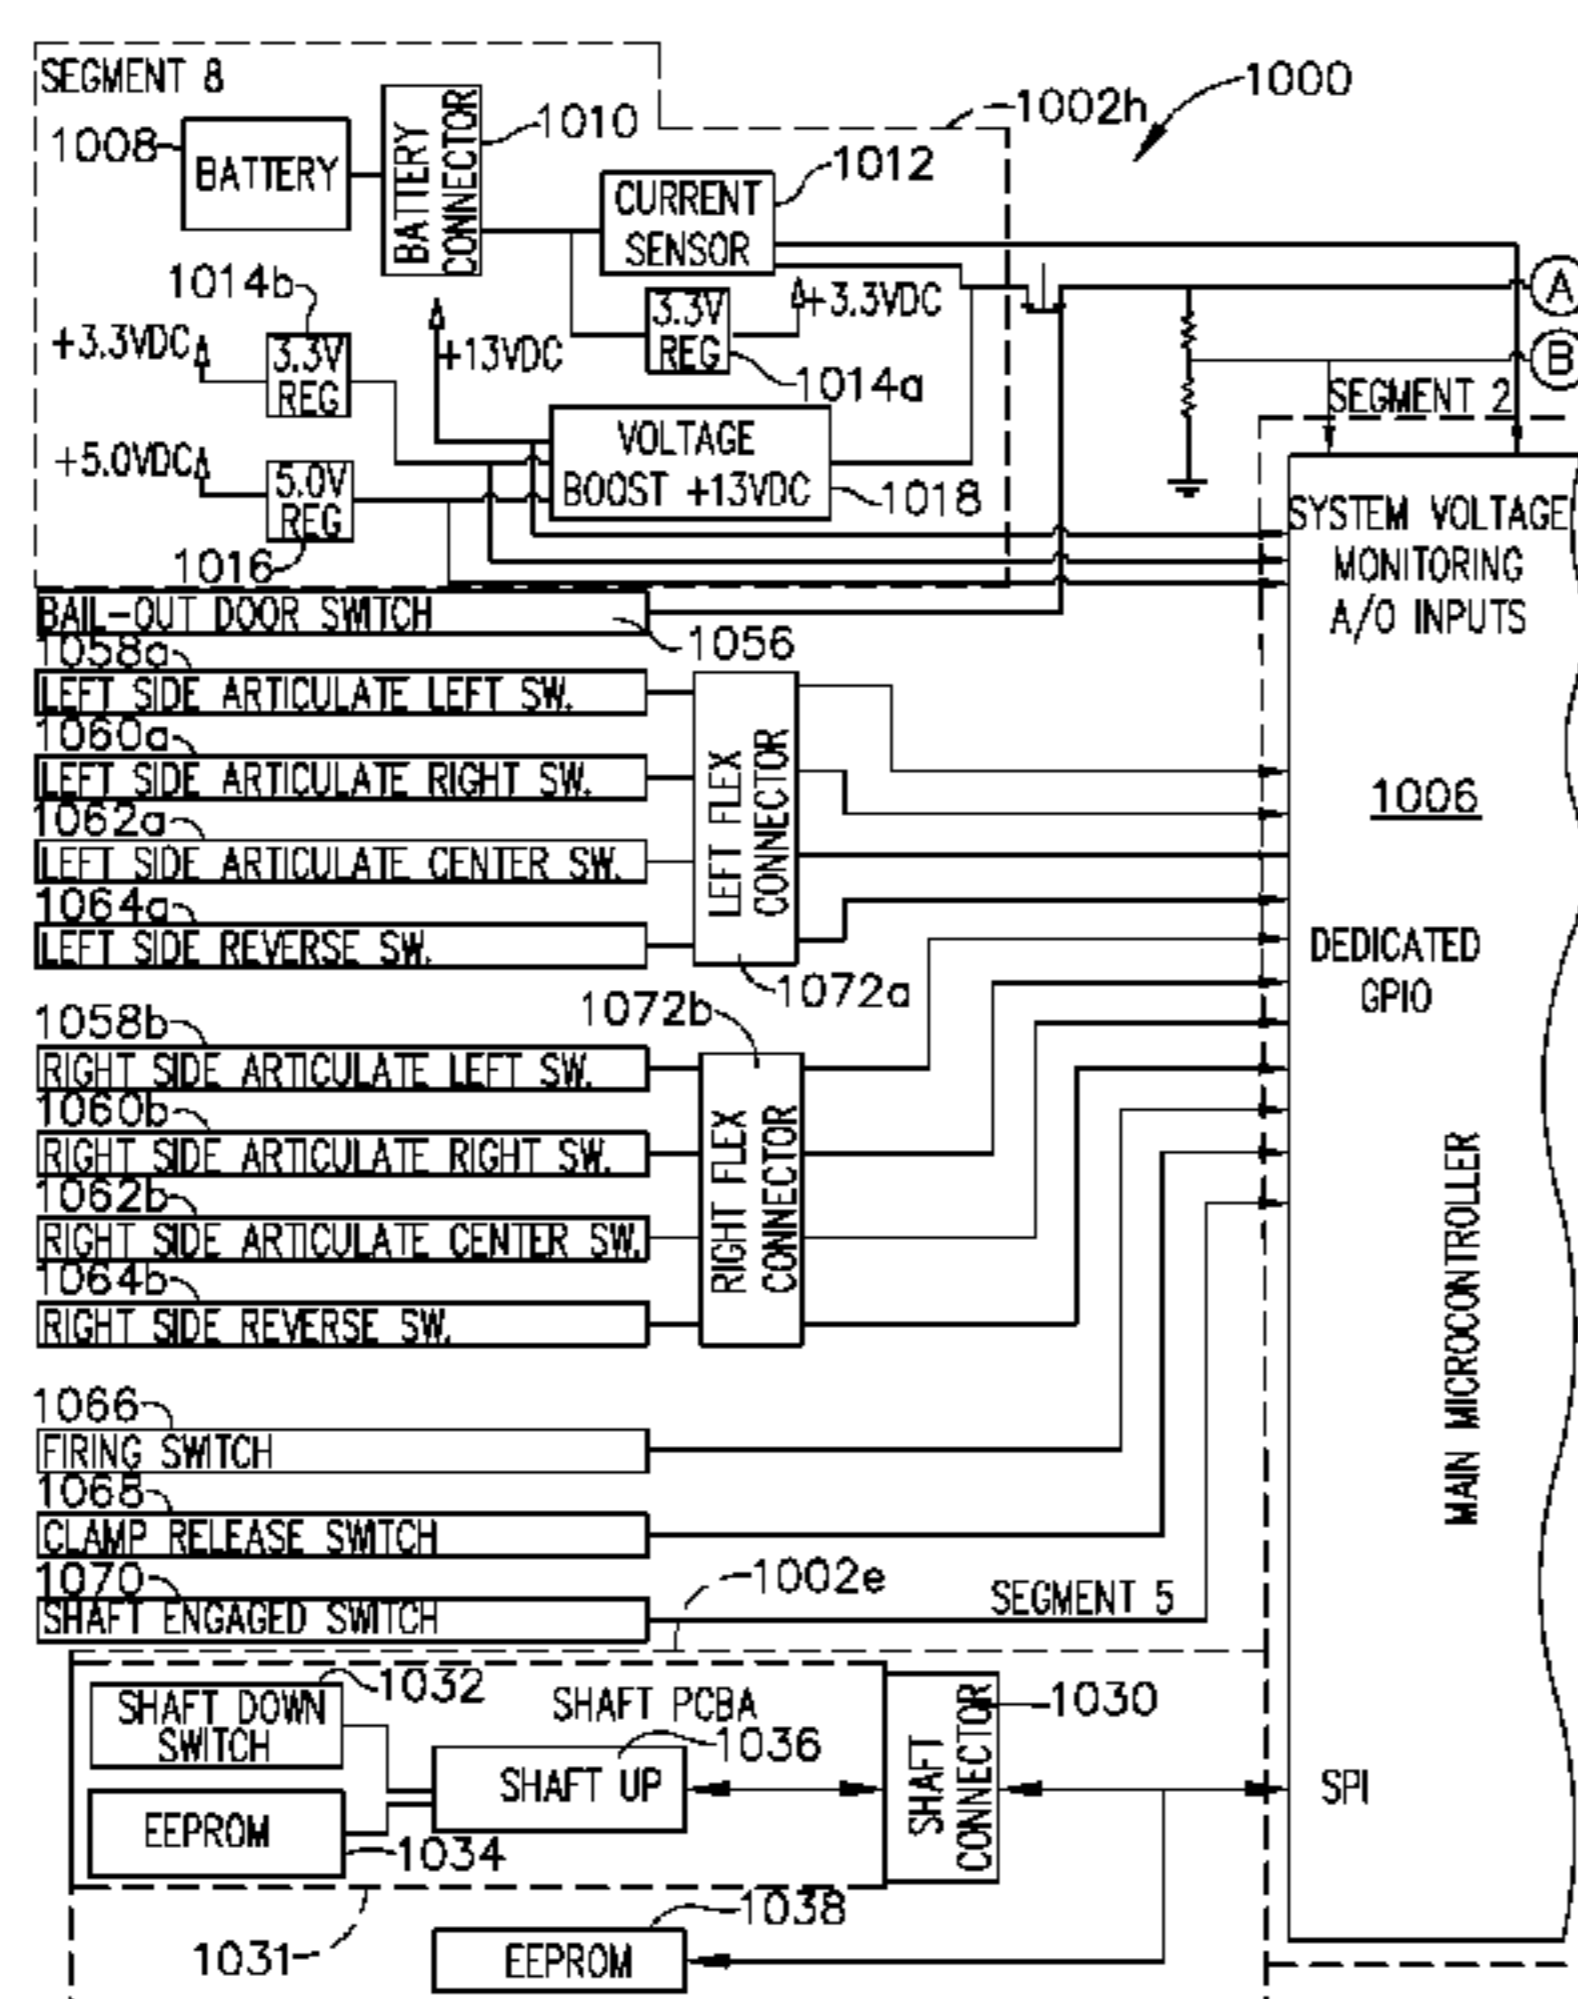 SEGMENT 8
1000
1002h
1010
1008
BATTERY
BATTERY
CONNECTOR
1012
CURRENT
SENSOR
1014b
+3.3VDC
3.3V
REG
+13VDC
3.3V
REG
+3.3VDC
1014a
A
B
SEGMENT 2
+5.0VDC
5.0V
REG
1016
VOLTAGE
BOOST +13VDC
1018
SYSTEM VOLTAGE
MONITORING
A/O INPUTS
BAIL-OUT DOOR SWITCH
1056
1058a
LEFT SIDE ARTICULATE LEFT SW.
1060a
LEFT SIDE ARTICULATE RIGHT SW.
1062a
LEFT SIDE ARTICULATE CENTER SW.
1064a
LEFT SIDE REVERSE SW.
LEFT FLEX
CONNECTOR
1072a
1006
DEDICATED
GPIO
1072b
1058b
RIGHT SIDE ARTICULATE LEFT SW.
1060b
RIGHT SIDE ARTICULATE RIGHT SW.
1062b
RIGHT SIDE ARTICULATE CENTER SW.
1064b
RIGHT SIDE REVERSE SW.
RIGHT FLEX
CONNECTOR
MAIN MICROCONTROLLER
1066
FIRING SWITCH
1068
CLAMP RELEASE SWITCH
1070
SHAFT ENGAGED SWITCH
1002e
SEGMENT 5
1032
SHAFT DOWN
SWITCH
SHAFT PCBA
1036
SHAFT UP
EEPROM
1034
1030
SHAFT
CONNECTOR
SPI
1031
1038
EEPROM